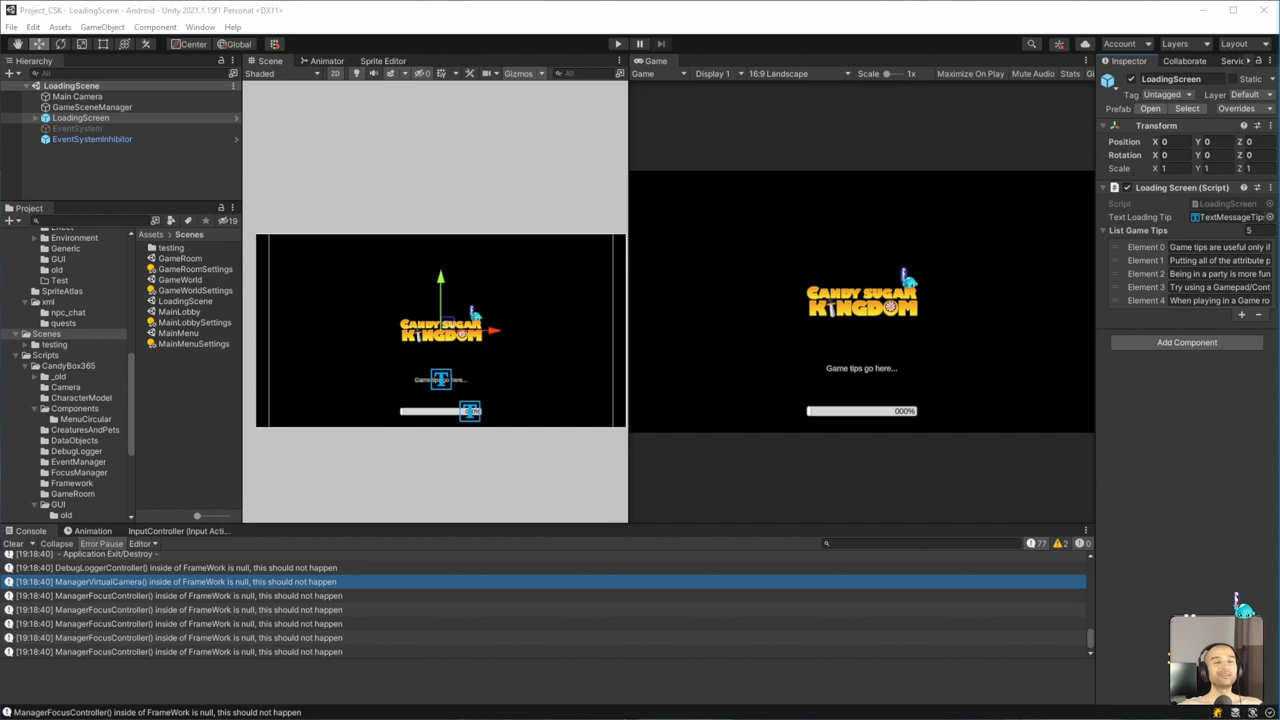 Project_CSK - LoadingScene - Android - Unity 2021.1.15f1 Personal <DX11>
File Edit Assets GameObject Component Window Help
Center Global Account Layers Layout
Hierarchy
All
LoadingScene
Main Camera
GameSceneManager
LoadingScreen
EventSystem
EventSystemInhibitor
Project
19
Effect
Environment
Generic
GUI
old
Test
SpriteAtlas
xml
npc_chat
quests
Scenes
testing
Scripts
CandyBox365
_old
Camera
CharacterModel
Components
MenuCircular
CreaturesAndPets
DataObjects
DebugLogger
EventManager
FocusManager
Framework
GameRoom
GUI
old
Assets Scenes
testing
GameRoom
GameRoomSettings
GameWorld
GameWorldSettings
LoadingScene
MainLobby
MainLobbySettings
MainMenu
MainMenuSettings
Scene Animator Sprite Editor
Shaded 2D 0 Gizmos All
CANDY SUGAR
KINGDOM
Game
Game Display 1 16:9 Landscape Scale 1x Maximize On Play Mute Audio Stats Gi
CANDY SUGAR
KINGDOM
Game tips go here...
000%
Inspector Collaborate Servic
LoadingScreen Static
Tag Untagged Layer Default
Prefab Open Select Overrides
Transform
Position X 0 Y 0 Z 0
Rotation X 0 Y 0 Z 0
Scale X 1 Y 1 Z 1
Loading Screen (Script)
Script LoadingScreen
Text Loading Tip TextMessageTip
List Game Tips 5
Element 0 Game tips are useful only if
Element 1 Putting all of the attribute p
Element 2 Being in a party is more fun
Element 3 Try using a Gamepad/Cont
Element 4 When playing in a Game ro
Add Component
Console Animation InputController (Input Acti...
Clear Collapse Error Pause Editor 77 2 0
[19:18:40] - Application Exit/Destroy -
[19:18:40] DebugLoggerController() inside of FrameWork is null, this should not happen
[19:18:40] ManagerVirtualCamera() inside of FrameWork is null, this should not happen
[19:18:40] ManagerFocusController() inside of FrameWork is null, this should not happen
[19:18:40] ManagerFocusController() inside of FrameWork is null, this should not happen
[19:18:40] ManagerFocusController() inside of FrameWork is null, this should not happen
[19:18:40] ManagerFocusController() inside of FrameWork is null, this should not happen
[19:18:40] ManagerFocusController() inside of FrameWork is null, this should not happen
ManagerFocusController() inside of FrameWork is null, this should not happen